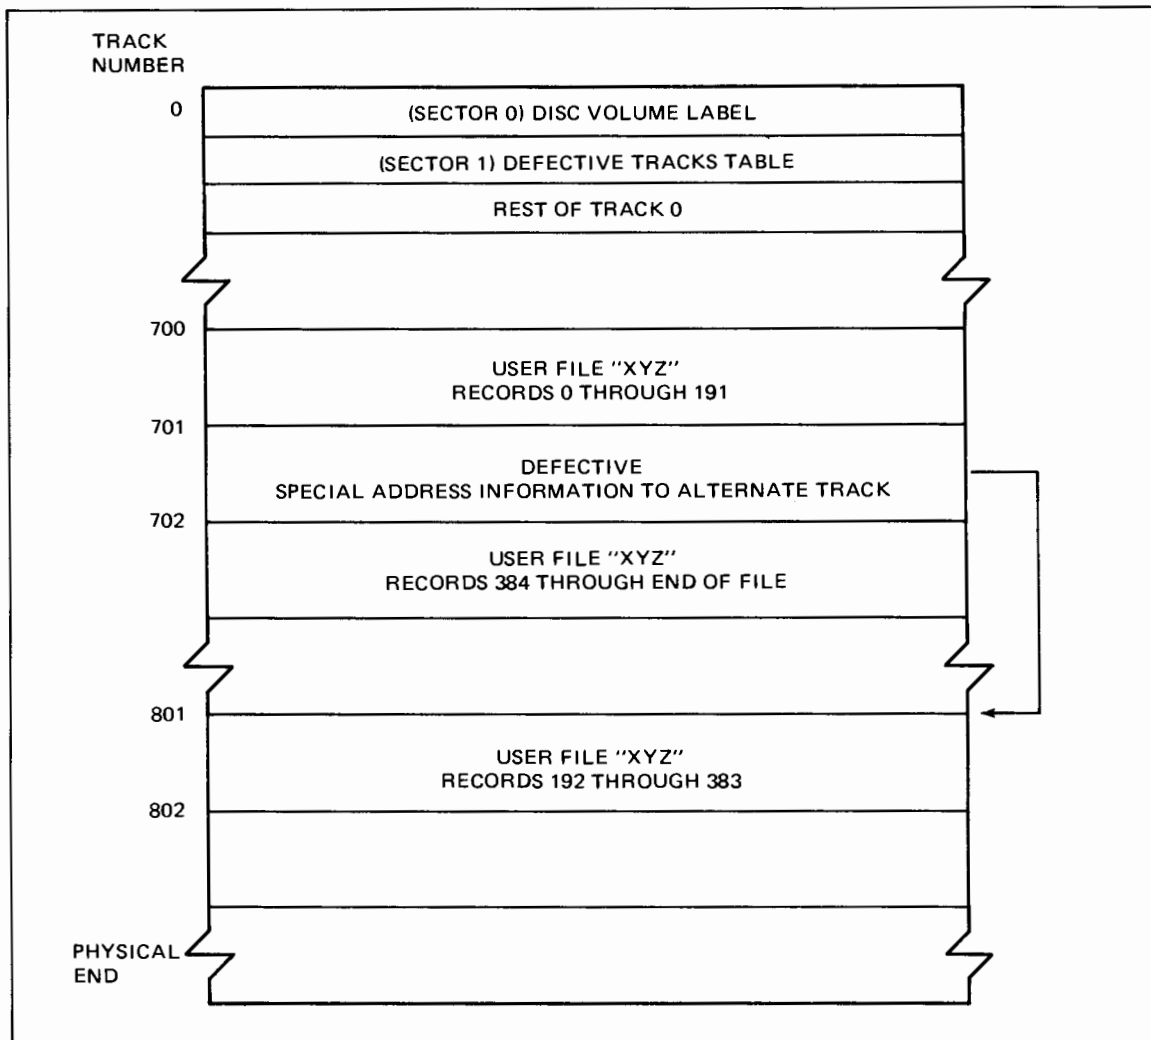 TRACK
NUMBER
0
(SECTOR 0) DISC VOLUME LABEL
(SECTOR 1) DEFECTIVE TRACKS TABLE
REST OF TRACK 0
700
USER FILE "XYZ"
RECORDS 0 THROUGH 191
701
DEFECTIVE
SPECIAL ADDRESS INFORMATION TO ALTERNATE TRACK
702
USER FILE "XYZ"
RECORDS 384 THROUGH END OF FILE
801
USER FILE "XYZ"
RECORDS 192 THROUGH 383
802
PHYSICAL
END